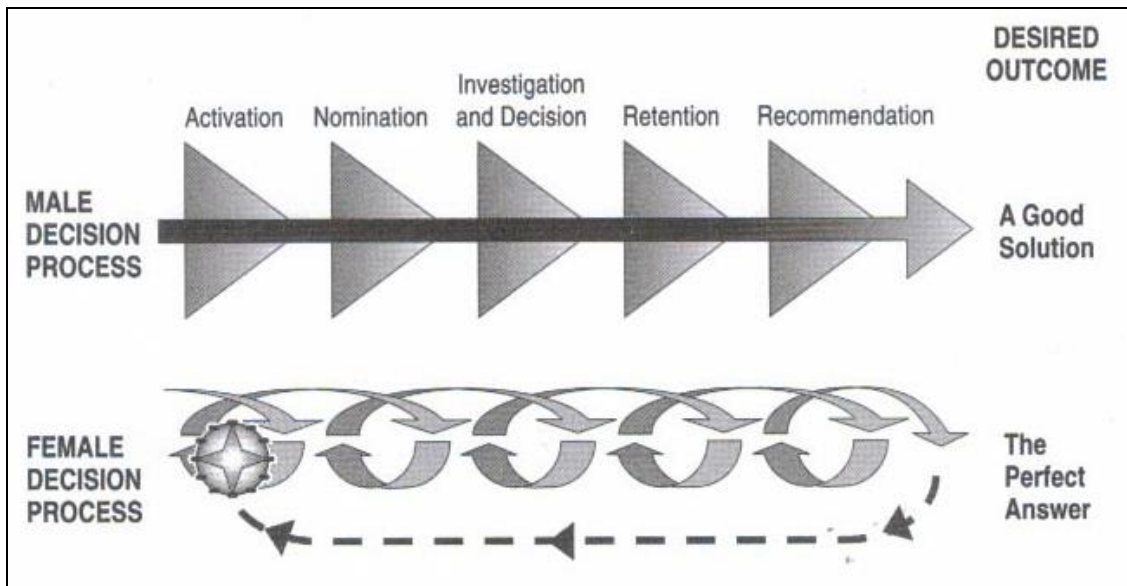 DESIRED
OUTCOME
Activation
Nomination
Investigation
and Decision
Retention
Recommendation
MALE
DECISION
PROCESS
A Good
Solution
FEMALE
DECISION
PROCESS
The
Perfect
Answer